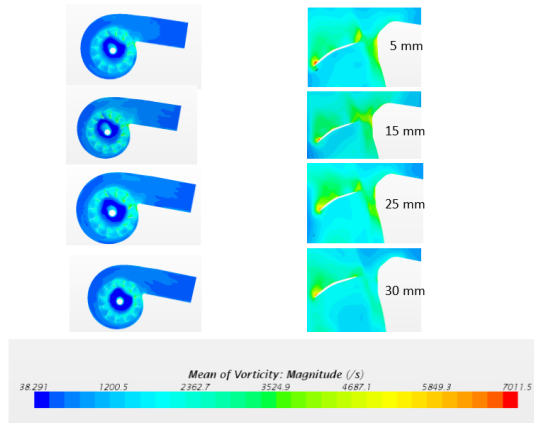 5 mm
15 mm
25 mm
30 mm
Mean of Vorticity: Magnitude (/s)
38.291 1200.5 2362.7 3524.9 4687.1 5849.3 7011.5